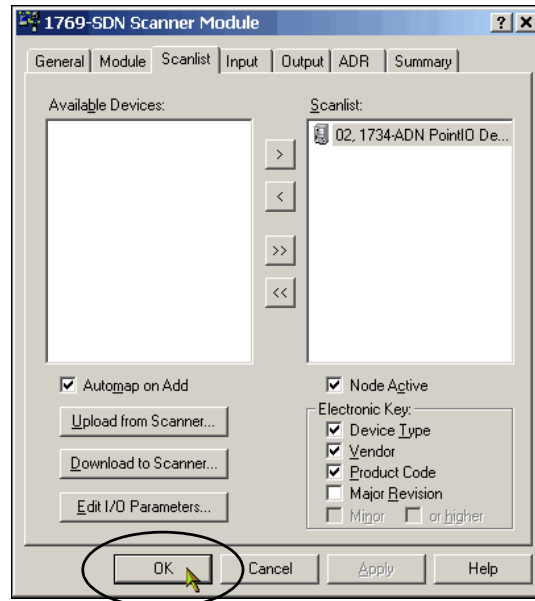 1769-SDN Scanner Module
General Module Scanlist Input Output ADR Summary
Available Devices:
Scanlist:
02, 1734-ADN PointIO De...
>
<
>>
<<
Automap on Add
Node Active
Upload from Scanner...
Electronic Key:
Device Type
Vendor
Download to Scanner...
Product Code
Major Revision
Edit I/O Parameters...
Minor or higher
OK Cancel Apply Help